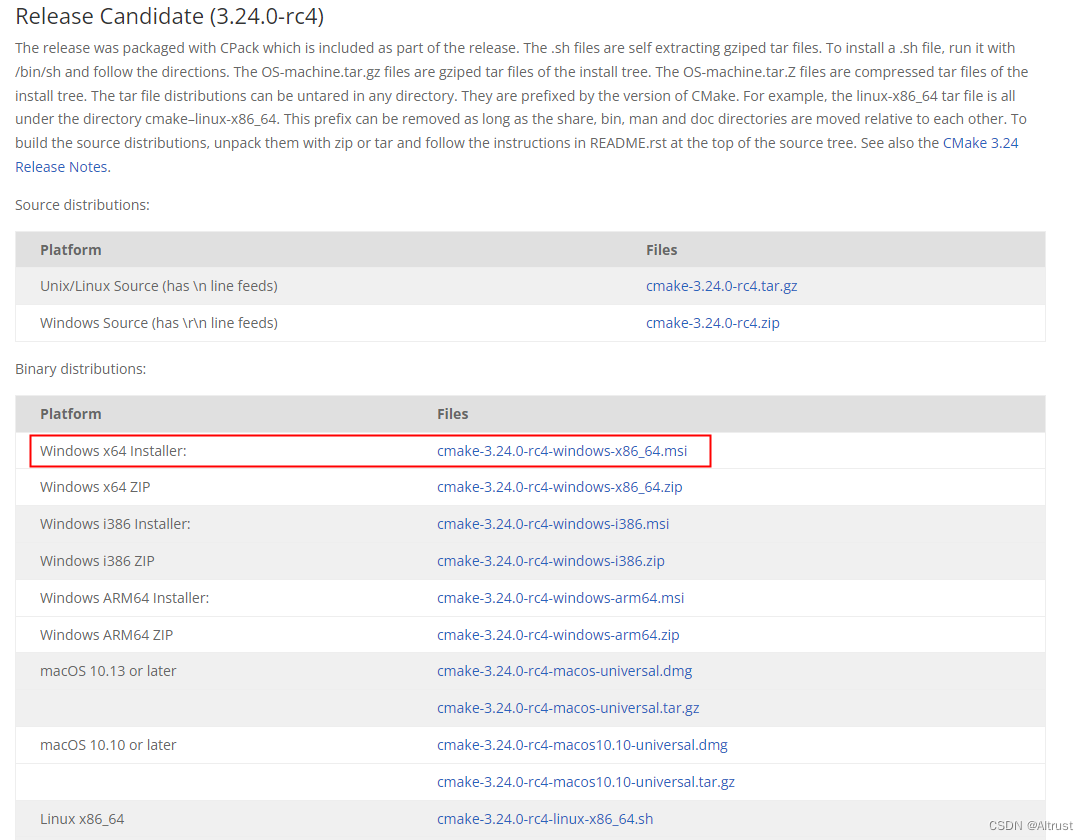 Release Candidate (3.24.0-rc4)
The release was packaged with CPack which is included as part of the release. The .sh files are self extracting gziped tar files. To install a .sh file, run it with
/bin/sh and follow the directions. The OS-machine.tar.gz files are gziped tar files of the install tree. The OS-machine.tar.Z files are compressed tar files of the
install tree. The tar file distributions can be untared in any directory. They are prefixed by the version of CMake. For example, the linux-x86_64 tar file is all
under the directory cmake–linux-x86_64. This prefix can be removed as long as the share, bin, man and doc directories are moved relative to each other. To
build the source distributions, unpack them with zip or tar and follow the instructions in README.rst at the top of the source tree. See also the CMake 3.24
Release Notes.
Source distributions:
Platform Files
Unix/Linux Source (has \n line feeds) cmake-3.24.0-rc4.tar.gz
Windows Source (has \r\n line feeds) cmake-3.24.0-rc4.zip
Binary distributions:
Platform Files
Windows x64 Installer: cmake-3.24.0-rc4-windows-x86_64.msi
Windows x64 ZIP cmake-3.24.0-rc4-windows-x86_64.zip
Windows i386 Installer: cmake-3.24.0-rc4-windows-i386.msi
Windows i386 ZIP cmake-3.24.0-rc4-windows-i386.zip
Windows ARM64 Installer: cmake-3.24.0-rc4-windows-arm64.msi
Windows ARM64 ZIP cmake-3.24.0-rc4-windows-arm64.zip
macOS 10.13 or later cmake-3.24.0-rc4-macos-universal.dmg
cmake-3.24.0-rc4-macos-universal.tar.gz
macOS 10.10 or later cmake-3.24.0-rc4-macos10.10-universal.dmg
cmake-3.24.0-rc4-macos10.10-universal.tar.gz
Linux x86_64 cmake-3.24.0-rc4-linux-x86_64.sh
CSDN @Altrust